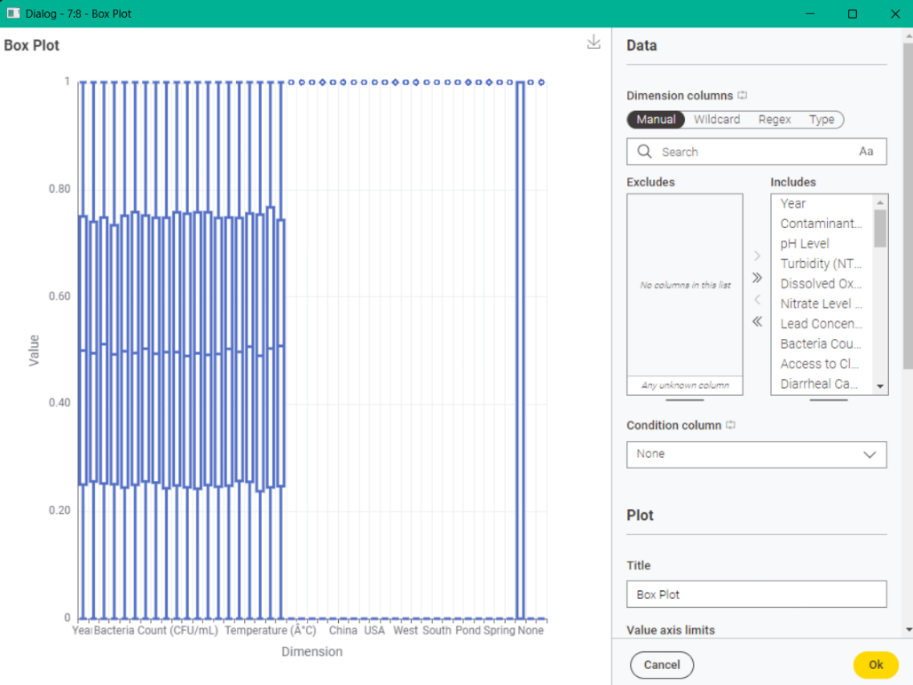 Dialog - 7:8 - Box Plot
Box Plot
1
0.80
0.60
0.40
0.20
0
Value
Bacteria Count (CFU/mL) Temperature (Â°C) China USA West South Pond Spring None
Dimension
Data
Dimension columns
Manual Wildcard Regex Type
Search Aa
Excludes Includes
No columns in this list
Any unknown column
Year
Contaminant...
pH Level
Turbidity (NT...
Dissolved Ox...
Nitrate Level ...
Lead Concen...
Bacteria Cou...
Access to Cl...
Diarrheal Ca...
Condition column
None
Plot
Title
Box Plot
Value axis limits
Cancel Ok